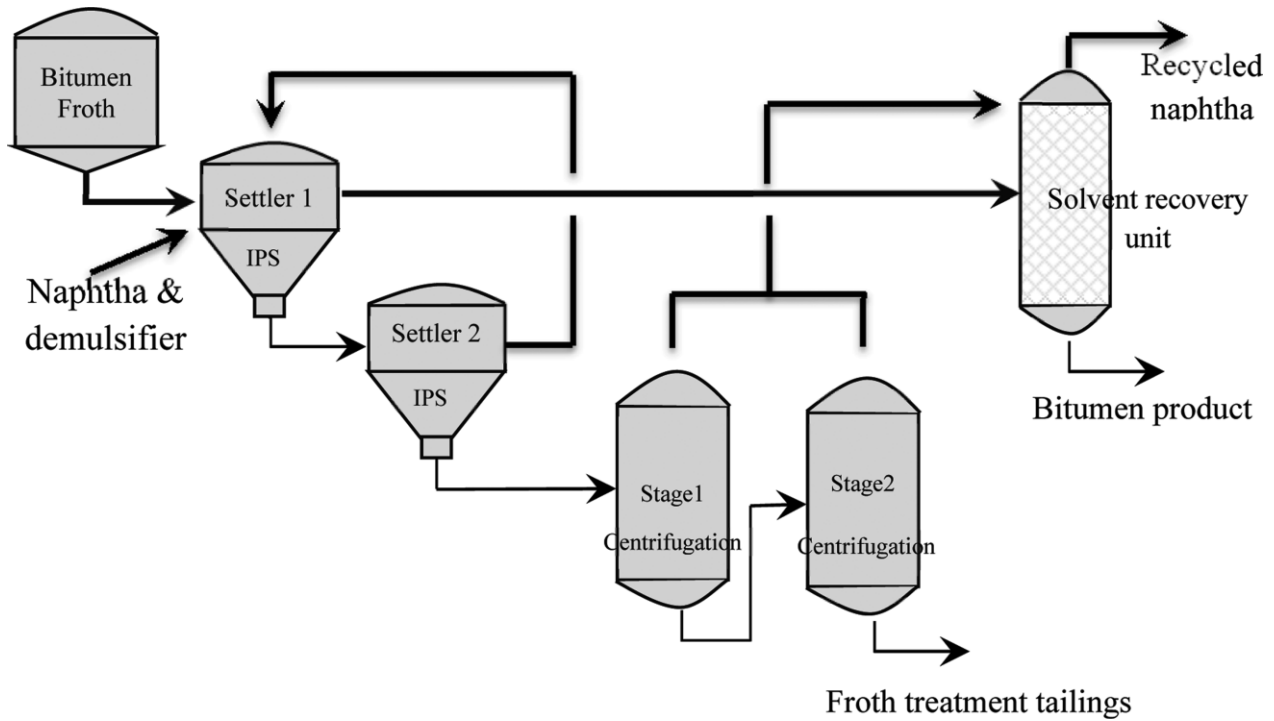 Bitumen
Froth
Recycled
naphtha
Settler 1
IPS
Solvent recovery
unit
Naphtha &
demulsifier
Settler 2
IPS
Bitumen product
Stage1
Centrifugation
Stage2
Centrifugation
Froth treatment tailings